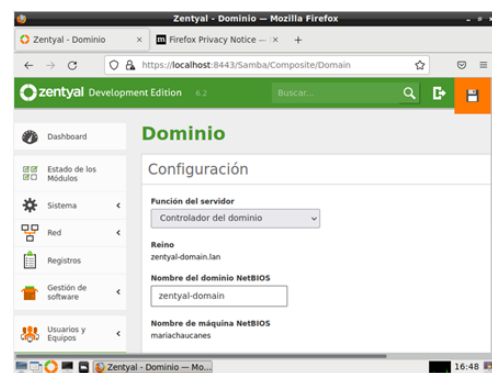 Zentyal - Dominio — Mozilla Firefox
Zentyal - Dominio × Firefox Privacy Notice — × +
https://localhost:8443/Samba/Composite/Domain
zentyal Development Edition 6.2 Buscar...
Dashboard
Estado de los
Módulos
Sistema
Red
Registros
Gestión de
software
Usuarios y
Equipos
Dominio
Configuración
Función del servidor
Controlador del dominio
Reino
zentyal-domain.lan
Nombre del dominio NetBIOS
zentyal-domain
Nombre de máquina NetBIOS
mariachaucanes
Zentyal - Dominio — Mo... 16:48